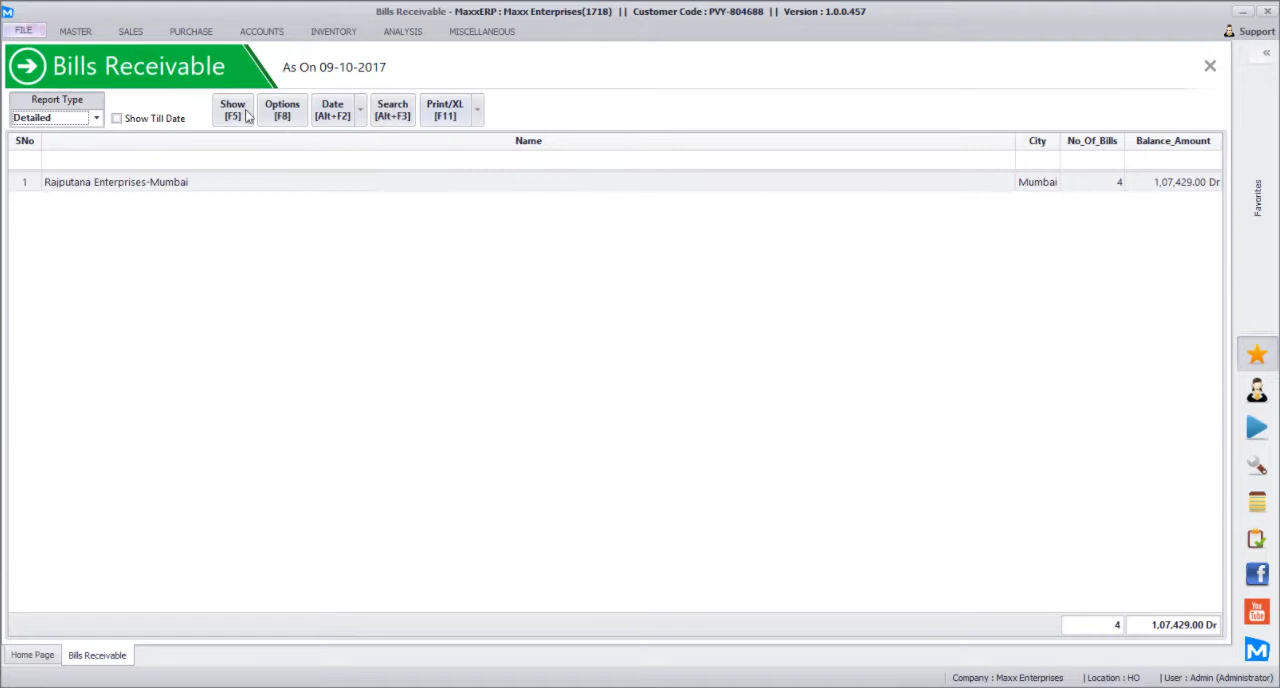 Bills Receivable - MaxxERP : Maxx Enterprises(1718) || Customer Code : PVY-804688 || Version : 1.0.0.457
FILE MASTER SALES PURCHASE ACCOUNTS INVENTORY ANALYSIS MISCELLANEOUS Support
Bills Receivable As On 09-10-2017
Report Type
Detailed
Show Till Date
Show
[F5]
Options
[F8]
Date
[Alt+F2]
Search
[Alt+F3]
Print/XL
[F11]
SNo Name City No_Of_Bills Balance_Amount
1 Rajputana Enterprises-Mumbai Mumbai 4 1,07,429.00 Dr
Favorites
f
You
Tube
M
4 1,07,429.00 Dr
Home Page Bills Receivable
Company : Maxx Enterprises |Location : HO |User : Admin (Administrator)